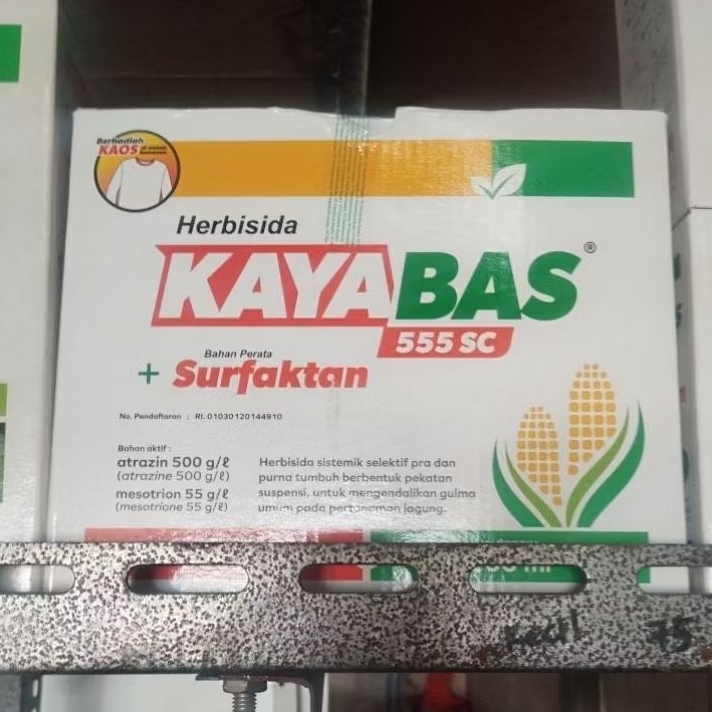 Berhadiah
KAOS
Herbisida
KAYABAS®
555 SC
Bahan Perata
+ Surfaktan
No. Pendaftaran : RI. 01030120144910
Bahan aktif :
atrazin 500 g/ℓ
(atrazine 500 g/ℓ)
mesotrion 55 g/ℓ
(mesotrione 55 g/ℓ)
Herbisida sistemik selektif pra dan
purna tumbuh berbentuk pekatan
suspensi, untuk mengendalikan gulma
umum pada pertanaman jagung.
ml
75